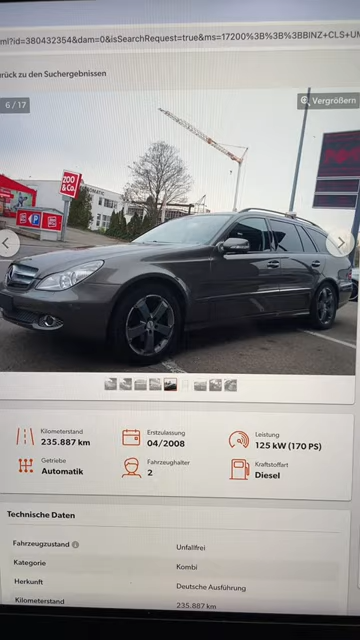 ml?id=380432354&dam=0&isSearchRequest=true&ms=17200%3B%3B%3BBINZ+CLS+UM
rück zu den Suchergebnissen
6 / 17
Vergrößern
ZOO
& Co.
P
Kilometerstand
235.887 km
Erstzulassung
04/2008
Leistung
125 kW (170 PS)
Getriebe
Automatik
Fahrzeughalter
2
Kraftstoffart
Diesel
Technische Daten
Fahrzeugzustand
Unfallfrei
Kategorie
Kombi
Herkunft
Deutsche Ausführung
Kilometerstand
235.887 km